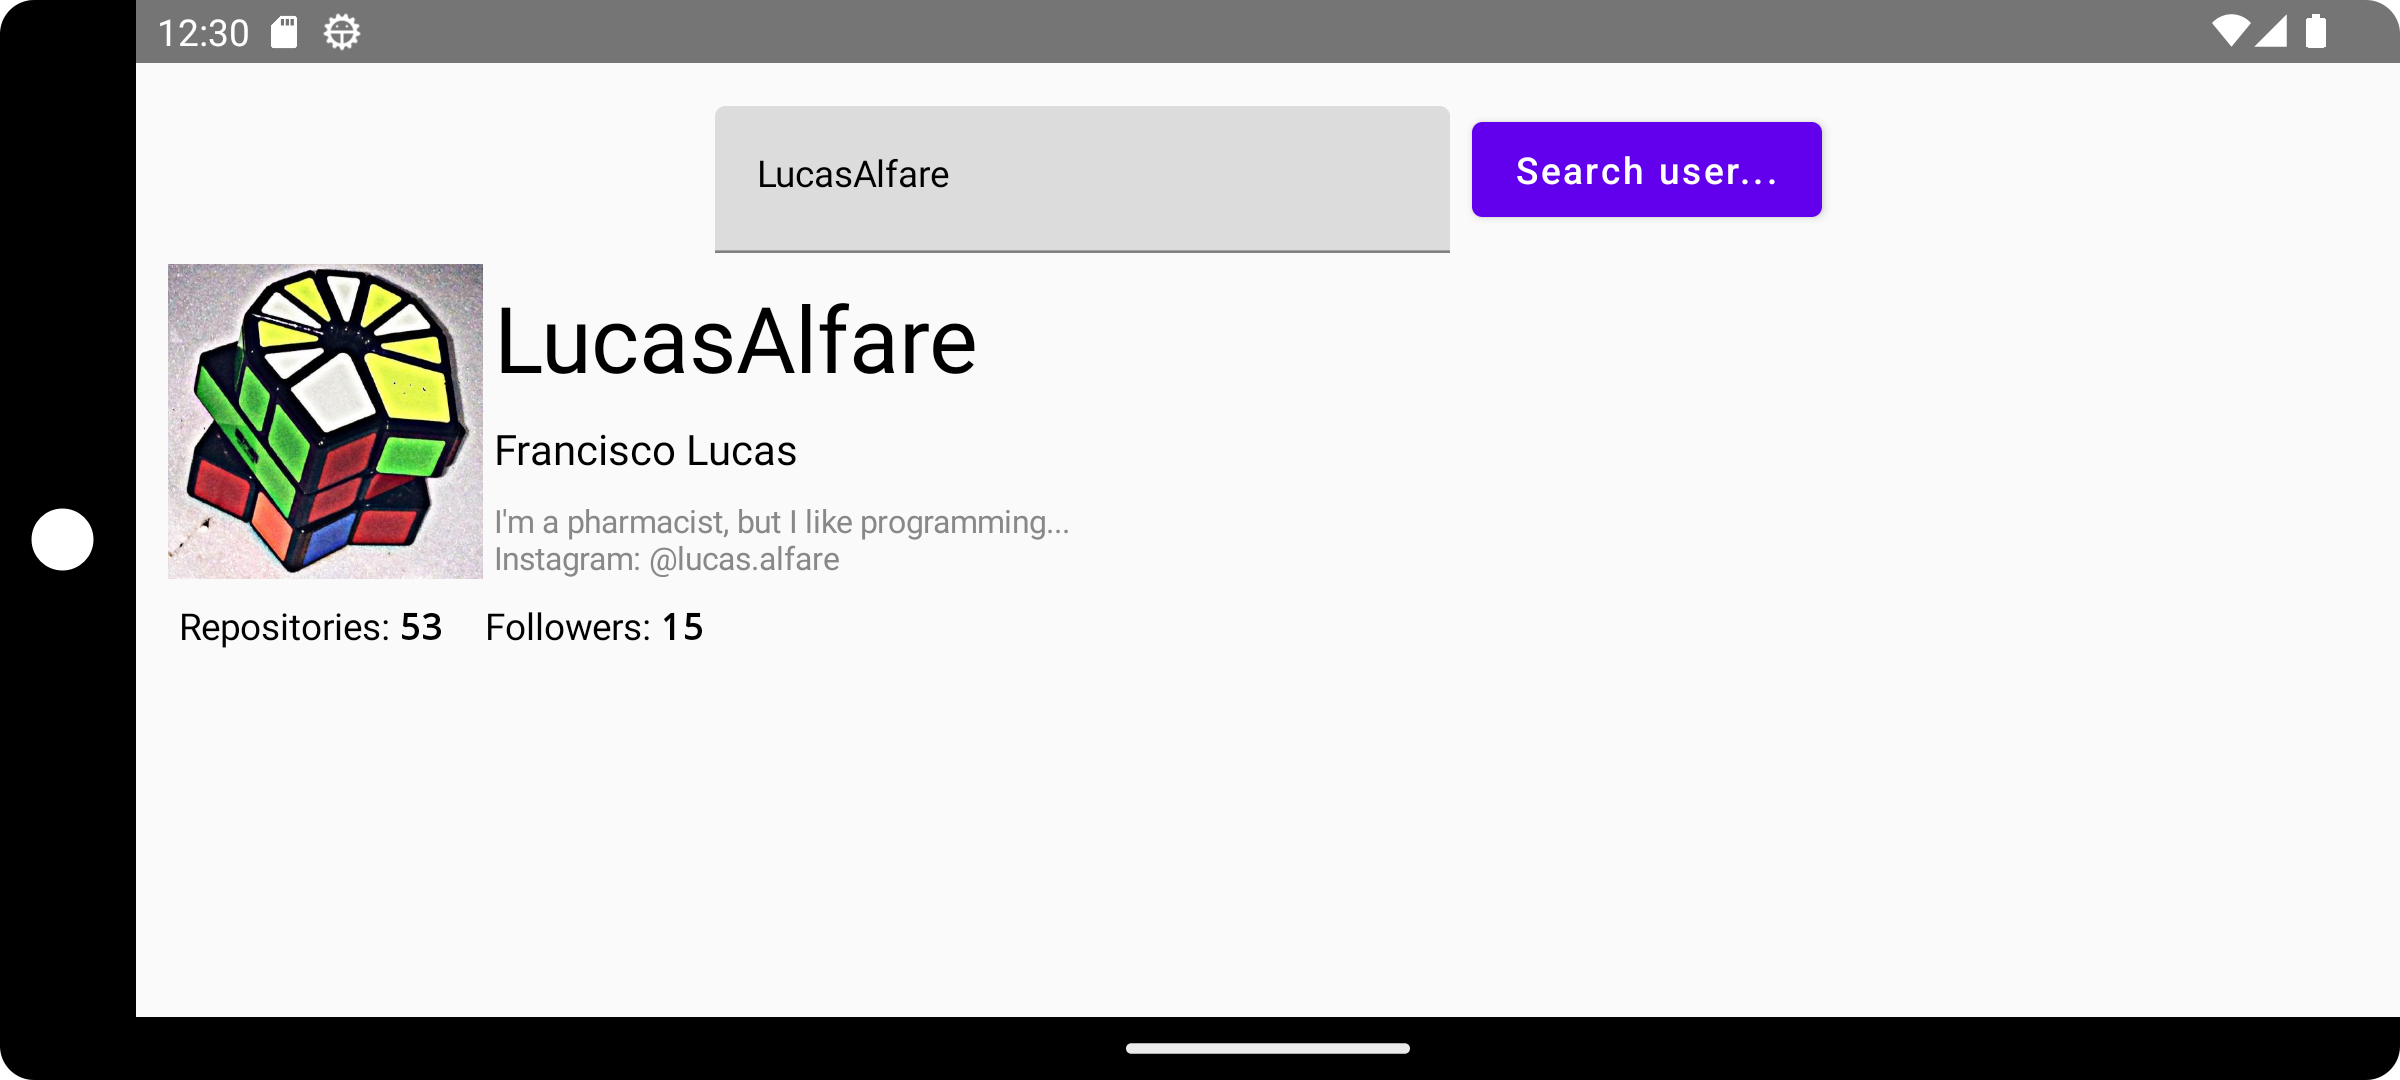 12:30
LucasAlfare
Search user...
LucasAlfare
Francisco Lucas
I'm a pharmacist, but I like programming...
Instagram: @lucas.alfare
Repositories: 53 Followers: 15